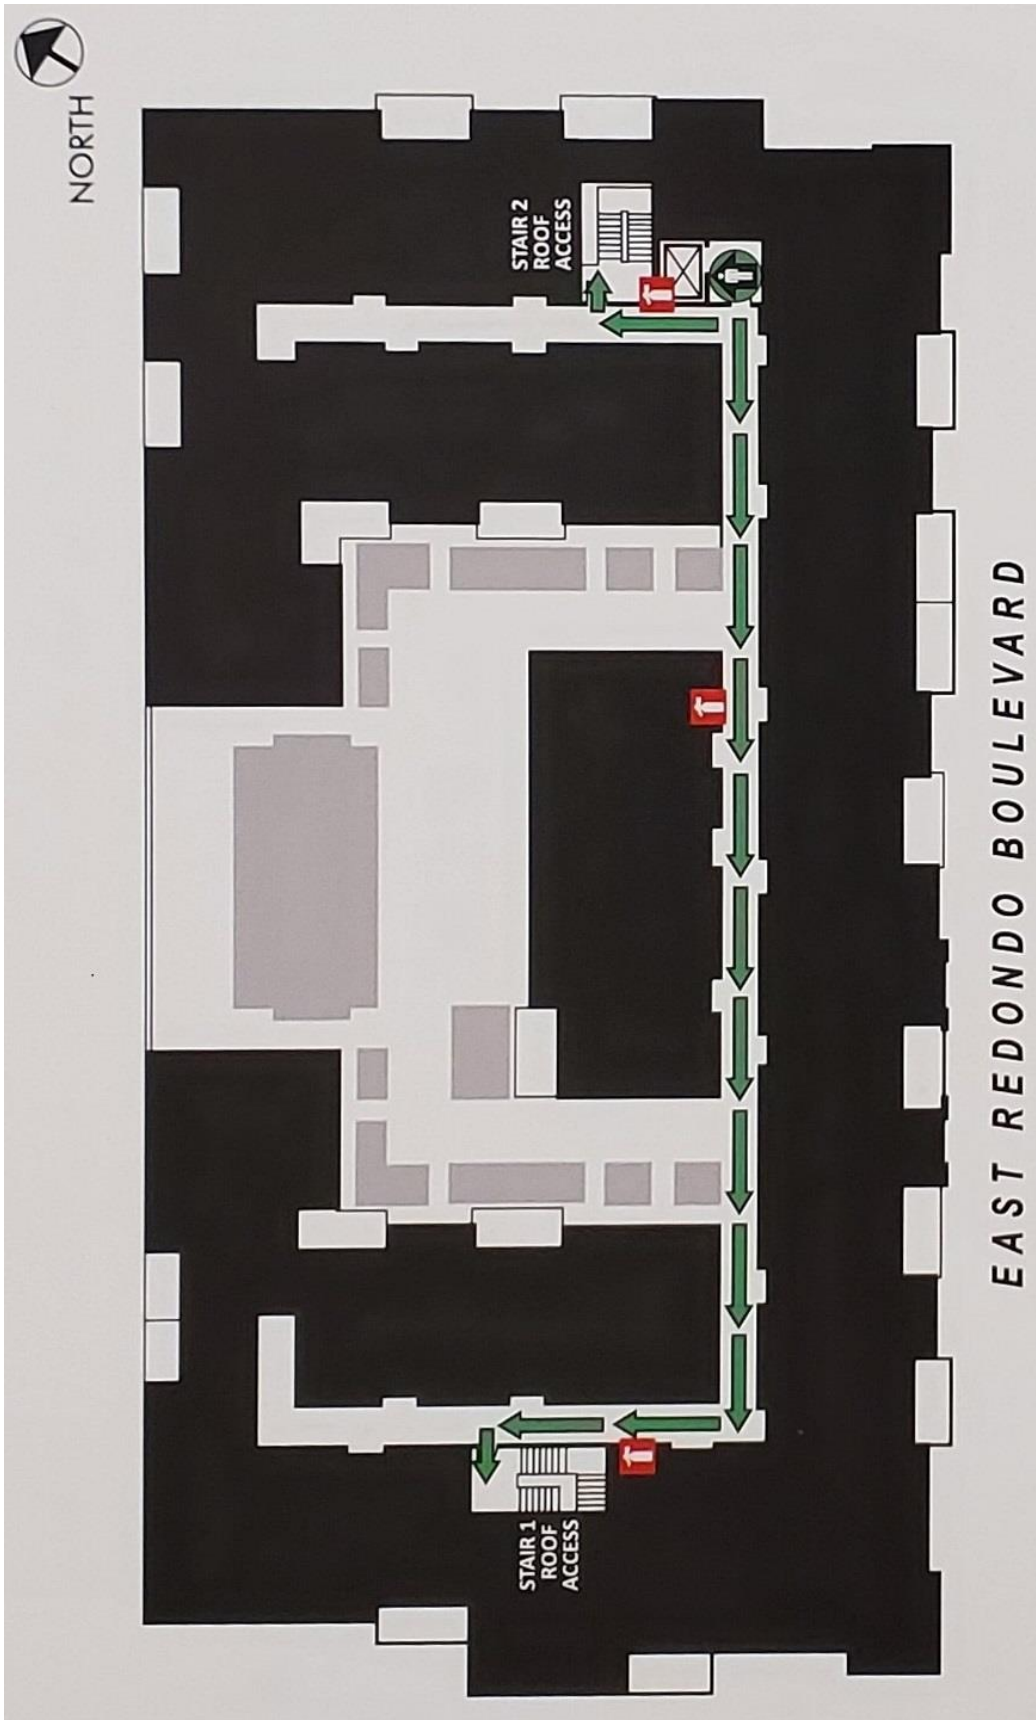 NORTH
STAIR 2
ROOF
ACCESS
EAST REDONDO BOULEVARD
STAIR 1
ROOF
ACCESS